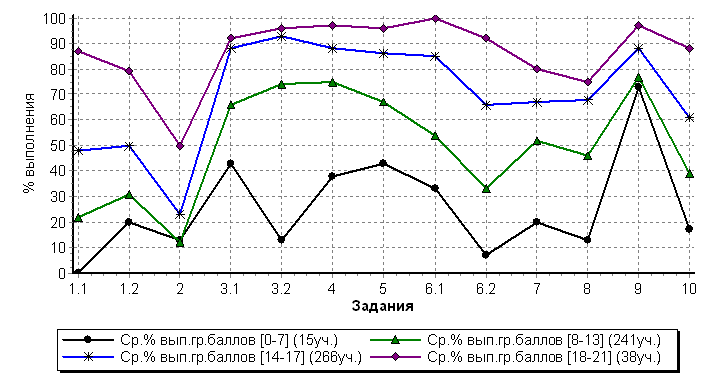 100
90
80
70
60
50
40
30
20
10
0
% выполнения
1.1 1.2 2 3.1 3.2 4 5 6.1 6.2 7 8 9 10
Задания
Ср.% вып.гр.баллов [0-7] (15уч.) Ср.% вып.гр.баллов [8-13] (241уч.)
Ср.% вып.гр.баллов [14-17] (266уч.) Ср.% вып.гр.баллов [18-21] (38уч.)